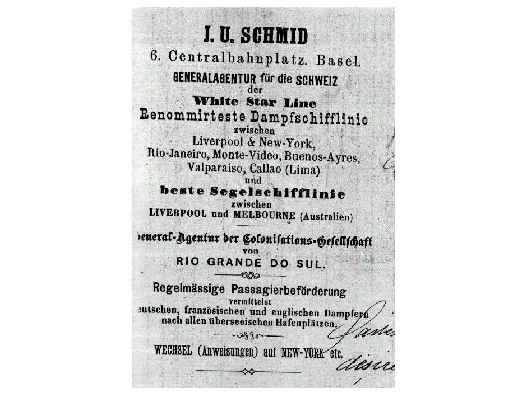 J. U. SCHMID
6. Centralbahnplatz. Basel.
GENERALAGENTUR für die SCHWEIZ
der
White Star Line
Renommirteste Dampfschifflinie
zwischen
Liverpool & New-York,
Rio-Janeiro, Monte-Video, Buenos-Ayres,
Valparaiso, Callao (Lima)
und
beste Segelschifflinie
zwischen
LIVERPOOL und MELBOURNE (Australien)
eneral-Agentur der Colonisations-Gesellschaft
von
RIO GRANDE DO SUL.
Regelmässige Passagierbeförderung
vermittelst
eutschen, französischen und englischen Dampfern
nach allen überseeischen Hafenplätzen.
WECHSEL (Anweisungen) auf NEW-YORK etc.
désire